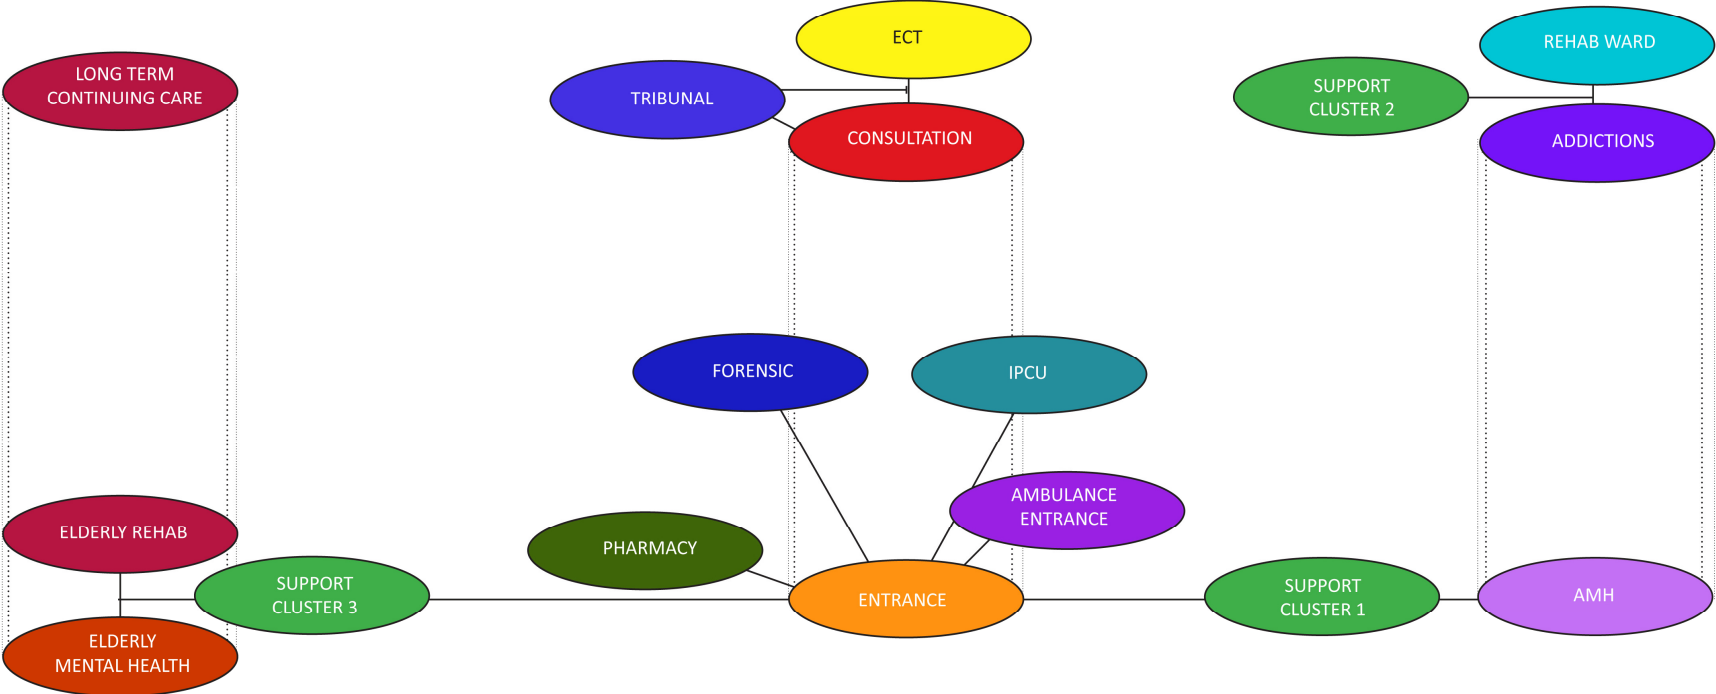 LONG TERM
CONTINUING CARE
TRIBUNAL
ECT
CONSULTATION
SUPPORT
CLUSTER 2
REHAB WARD
ADDICTIONS
FORENSIC
IPCU
ELDERLY REHAB
SUPPORT
CLUSTER 3
ELDERLY
MENTAL HEALTH
PHARMACY
AMBULANCE
ENTRANCE
ENTRANCE
SUPPORT
CLUSTER 1
AMH